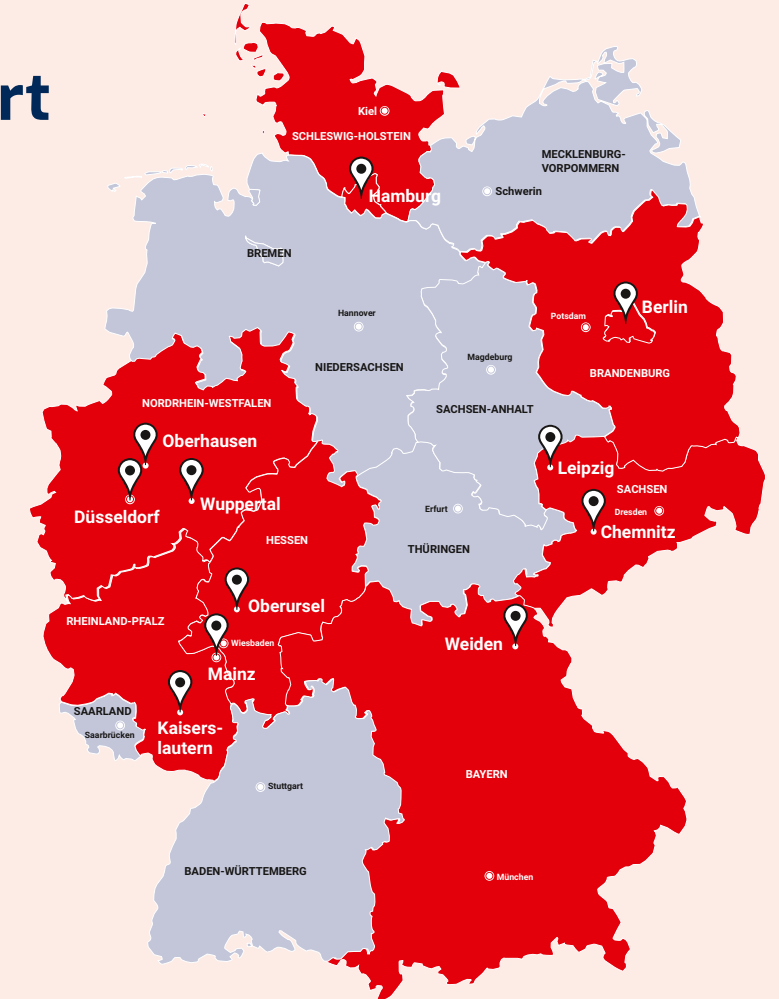 rt
Kiel
SCHLESWIG-HOLSTEIN
MECKLENBURG-
VORPOMMERN
Hamburg
Schwerin
BREMEN
Berlin
Hannover
Potsdam
Magdeburg
NIEDERSACHSEN
BRANDENBURG
NORDRHEIN-WESTFALEN
SACHSEN-ANHALT
Oberhausen
Leipzig
SACHSEN
Wuppertal
Erfurt
Dresden
Düsseldorf
Chemnitz
HESSEN
THÜRINGEN
Oberursel
RHEINLAND-PFALZ
Wiesbaden
Weiden
Mainz
SAARLAND
Saarbrücken
Kaisers-
lautern
BAYERN
Stuttgart
BADEN-WÜRTTEMBERG
München